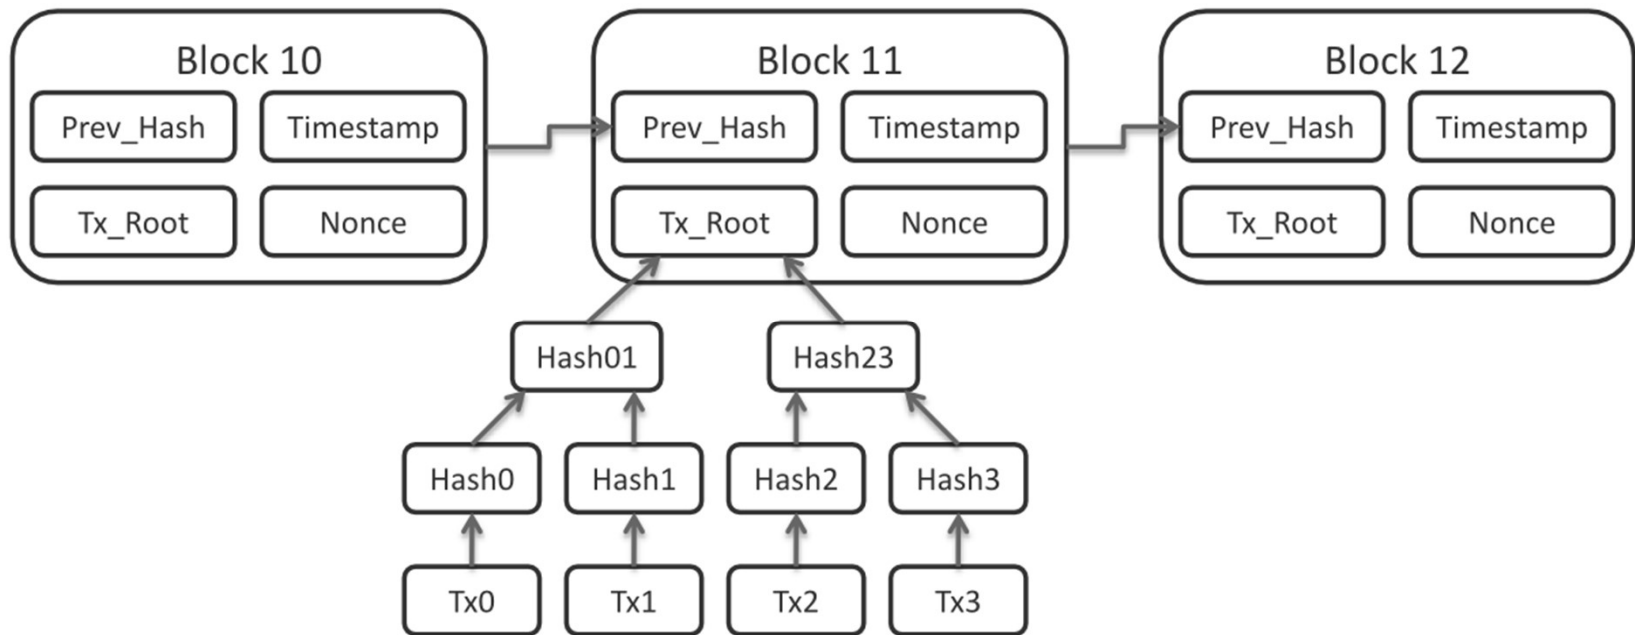 Block 10
Prev_Hash Timestamp
Tx_Root Nonce
Block 11
Prev_Hash Timestamp
Tx_Root Nonce
Block 12
Prev_Hash Timestamp
Tx_Root Nonce
Hash01 Hash23
Hash0 Hash1 Hash2 Hash3
Tx0 Tx1 Tx2 Tx3